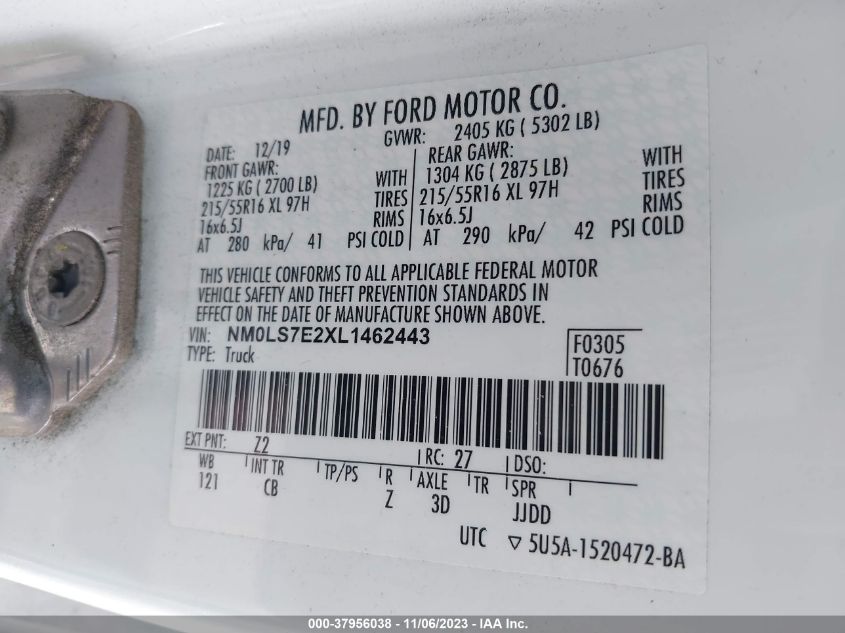 MFD. BY FORD MOTOR CO.
DATE: 12/19 GVWR: 2405 KG ( 5302 LB)
FRONT GAWR: REAR GAWR:
1225 KG ( 2700 LB) WITH 1304 KG ( 2875 LB) WITH
215/55R16 XL 97H TIRES 215/55R16 XL 97H TIRES
16x6.5J RIMS 16x6.5J RIMS
AT 280 kPa/ 41 PSI COLD AT 290 kPa/ 42 PSI COLD
THIS VEHICLE CONFORMS TO ALL APPLICABLE FEDERAL MOTOR
VEHICLE SAFETY AND THEFT PREVENTION STANDARDS IN
EFFECT ON THE DATE OF MANUFACTURE SHOWN ABOVE.
VIN: NM0LS7E2XL1462443
TYPE: Truck
F0305
T0676
EXT PNT: Z2 RC: 27 DSO:
WB INT TR TP/PS R AXLE TR SPR
121 CB Z 3D JJDD
UTC ▽ 5U5A-1520472-BA
000-37956038 - 11/06/2023 - IAA Inc.